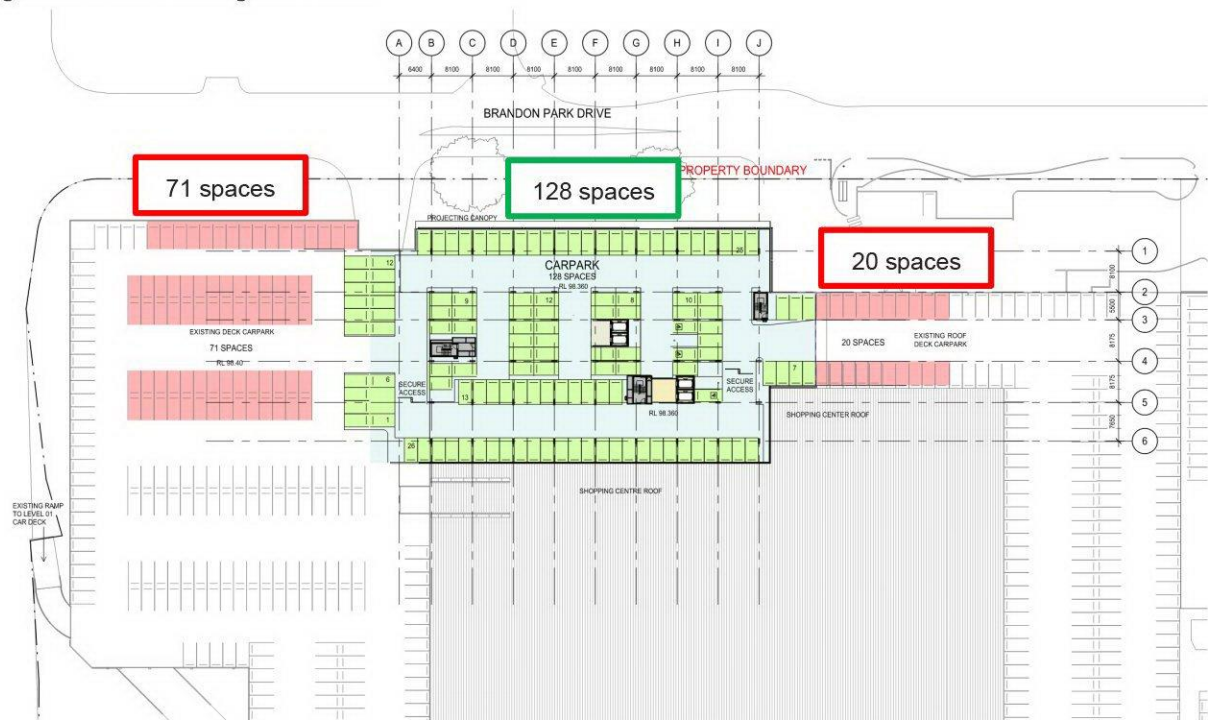 A B C D E F G H I J
6400 8100 8100 8100 8100 8100 8100 8100 8100
BRANDON PARK DRIVE
71 spaces
128 spaces
PROPERTY BOUNDARY
PROJECTING CANOPY
20 spaces
25
1
12
CARPARK
128 SPACES
RL 98.360
8100
2
9
12
8
10
5500
EXISTING DECK CARPARK
71 SPACES
RL 98.40
20 SPACES
EXISTING ROOF
DECK CARPARK
3
8175
4
7
6
SECURE
ACCESS
SECURE
ACCESS
8175
13
1
RL 98.360
SHOPPING CENTER ROOF
5
7650
26
6
SHOPPING CENTRE ROOF
EXISTING RAMP
TO LEVEL 01
CAR DECK